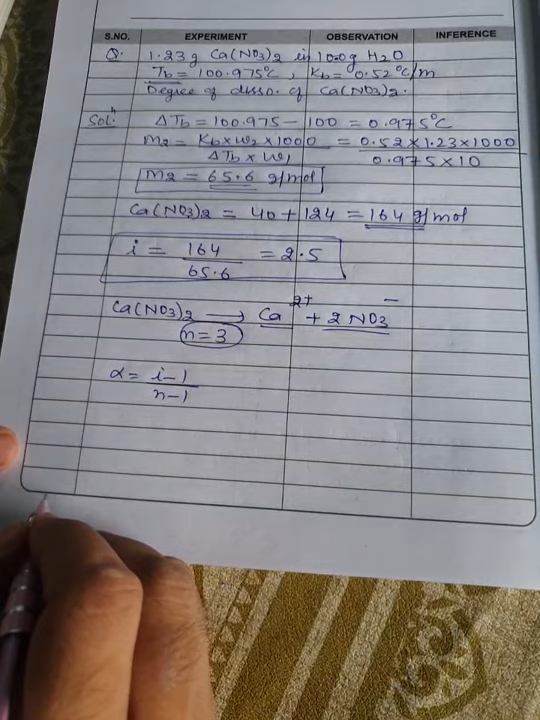 S.NO. EXPERIMENT OBSERVATION INFERENCE
Q. 1.23g Ca(NO3)2 in 10.0g H2O
Tb = 100.975°C, Kb = 0.52°C/m
Degree of disso. of Ca(NO3)2.
Sol: ΔTb = 100.975 - 100 = 0.975°C
M2 = Kb×w2×1000 = 0.52×1.23×1000
ΔTb×w1 0.975×10
M2 = 65.6 g/mol
Ca(NO3)2 = 40+124 = 164 g/mol
i = 164 = 2.5
65.6
Ca(NO3)2 → Ca2+ + 2NO3-
n=3
α = i-1
n-1